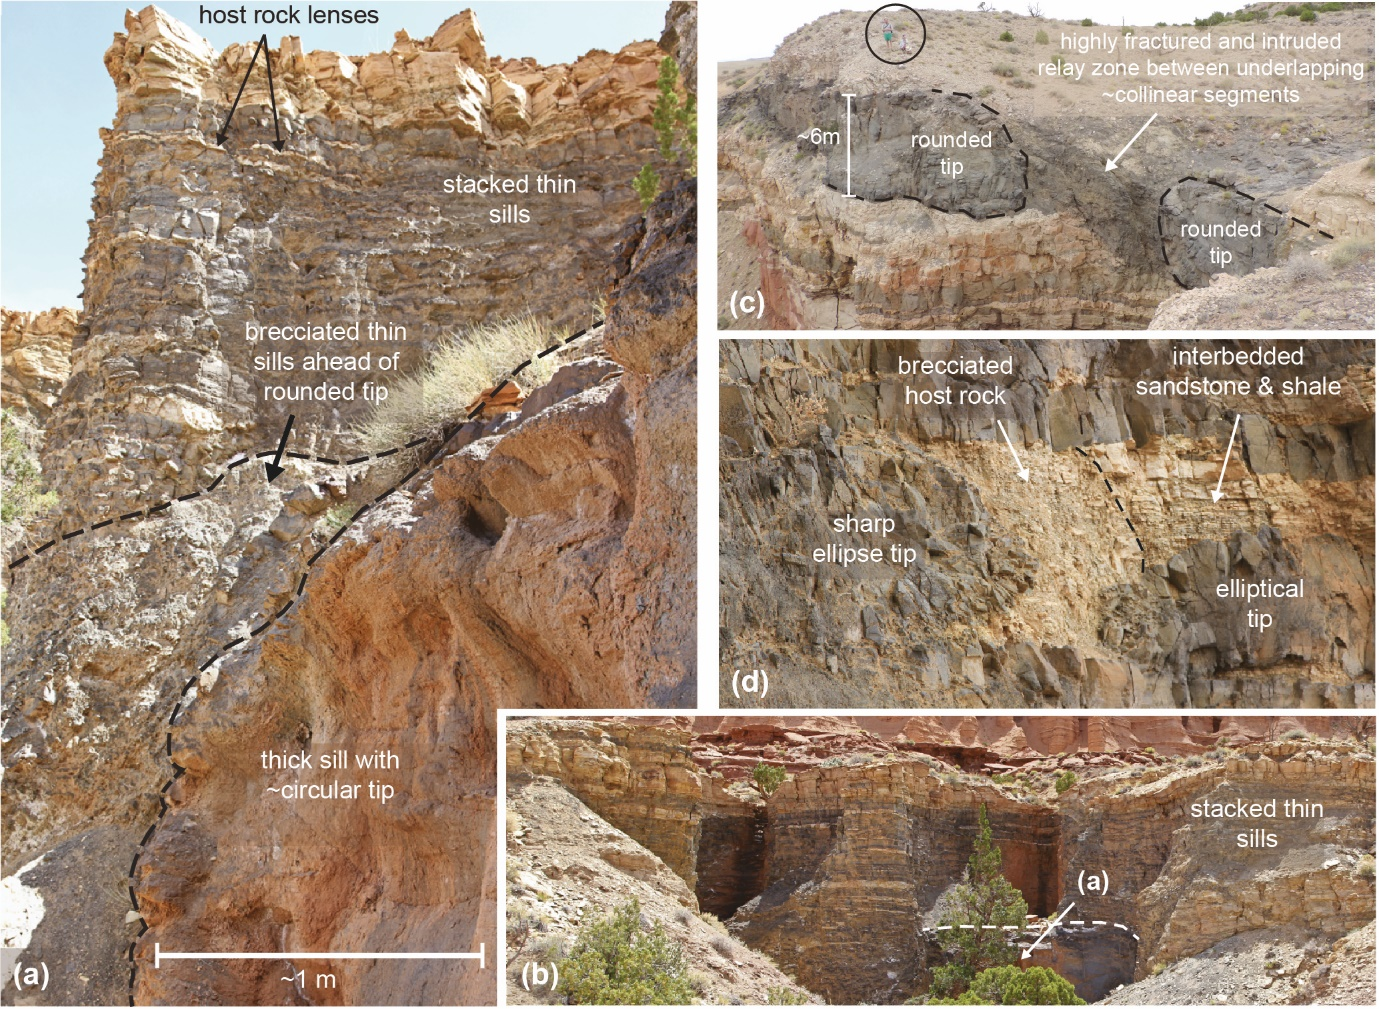 host rock lenses
stacked thin
sills
brecciated thin
sills ahead of
rounded tip
thick sill with
~circular tip
~1 m
(a)
highly fractured and intruded
relay zone between underlapping
~collinear segments
~6m
rounded
tip
rounded
tip
(c)
brecciated
host rock
interbedded
sandstone & shale
sharp
ellipse tip
elliptical
tip
(d)
stacked thin
sills
(a)
(b)